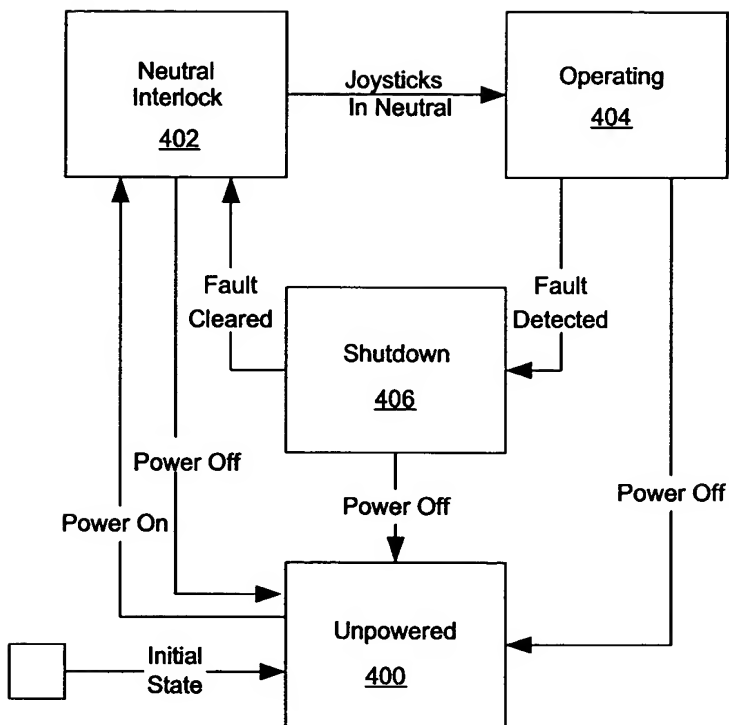 Neutral
Interlock
402
Joysticks
In Neutral
Operating
404
Fault
Cleared
Shutdown
406
Fault
Detected
Power Off
Power On
Power Off
Power Off
Unpowered
400
Initial
State